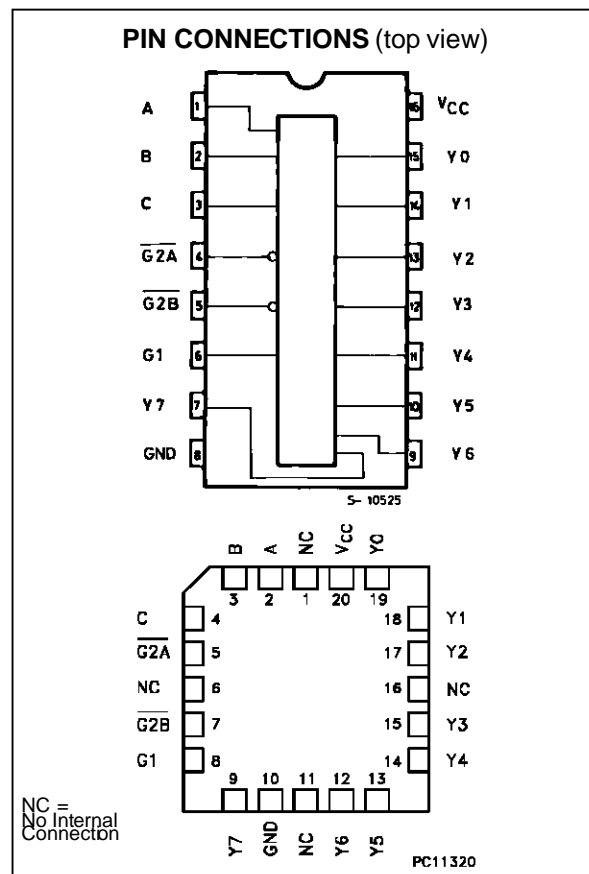 PIN CONNECTIONS (top view)
A 1 16 VCC
B 2 15 Y0
C 3 14 Y1
G2A 4 13 Y2
G2B 5 12 Y3
G1 6 11 Y4
Y7 7 10 Y5
GND 8 9 Y6
S-10525
B A NC VCC Y0
3 2 1 20 19
C 4 18 Y1
G2A 5 17 Y2
NC 6 16 NC
G2B 7 15 Y3
G1 8 14 Y4
9 10 11 12 13
Y7 GND NC Y6 Y5
NC =
No Internal
Connection
PC11320